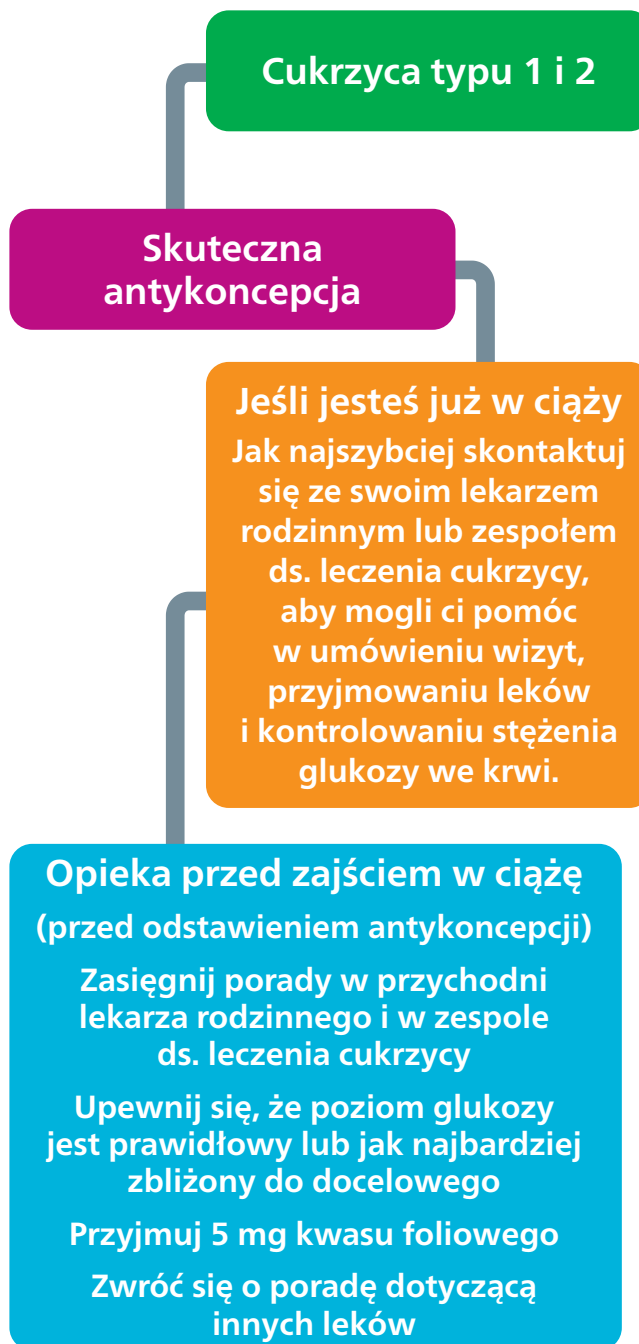 Cukrzyca typu 1 i 2
Skuteczna
antykoncepcja
Jeśli jesteś już w ciąży
Jak najszybciej skontaktuj
się ze swoim lekarzem
rodzinnym lub zespołem
ds. leczenia cukrzycy,
aby mogli ci pomóc
w umówieniu wizyt,
przyjmowaniu leków
i kontrolowaniu stężenia
glukozy we krwi.
Opieka przed zajściem w ciążę
(przed odstawieniem antykoncepcji)
Zasięgnij porady w przychodni
lekarza rodzinnego i w zespole
ds. leczenia cukrzycy
Upewnij się, że poziom glukozy
jest prawidłowy lub jak najbardziej
zbliżony do docelowego
Przyjmuj 5 mg kwasu foliowego
Zwróć się o poradę dotyczącą
innych leków